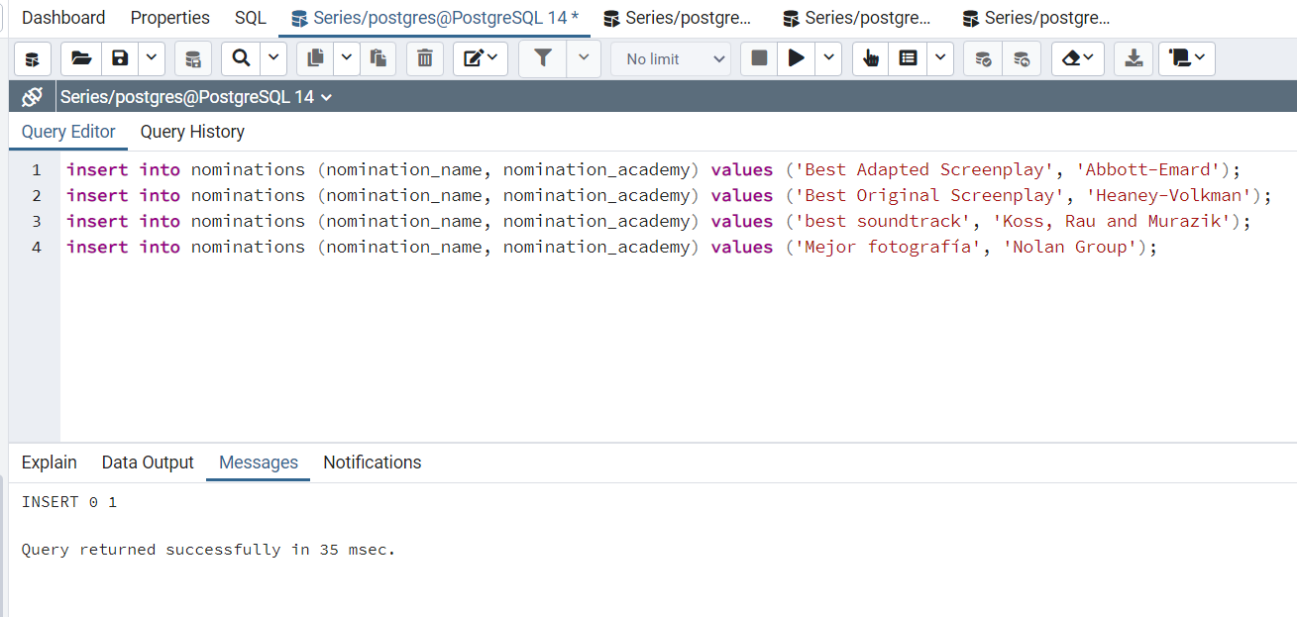 Dashboard Properties SQL Series/postgres@PostgreSQL 14 * Series/postgre... Series/postgre... Series/postgre...
No limit
Series/postgres@PostgreSQL 14
Query Editor Query History
1 insert into nominations (nomination_name, nomination_academy) values ('Best Adapted Screenplay', 'Abbott-Emard');
2 insert into nominations (nomination_name, nomination_academy) values ('Best Original Screenplay', 'Heaney-Volkman');
3 insert into nominations (nomination_name, nomination_academy) values ('best soundtrack', 'Koss, Rau and Murazik');
4 insert into nominations (nomination_name, nomination_academy) values ('Mejor fotografía', 'Nolan Group');
Explain Data Output Messages Notifications
INSERT 0 1
Query returned successfully in 35 msec.